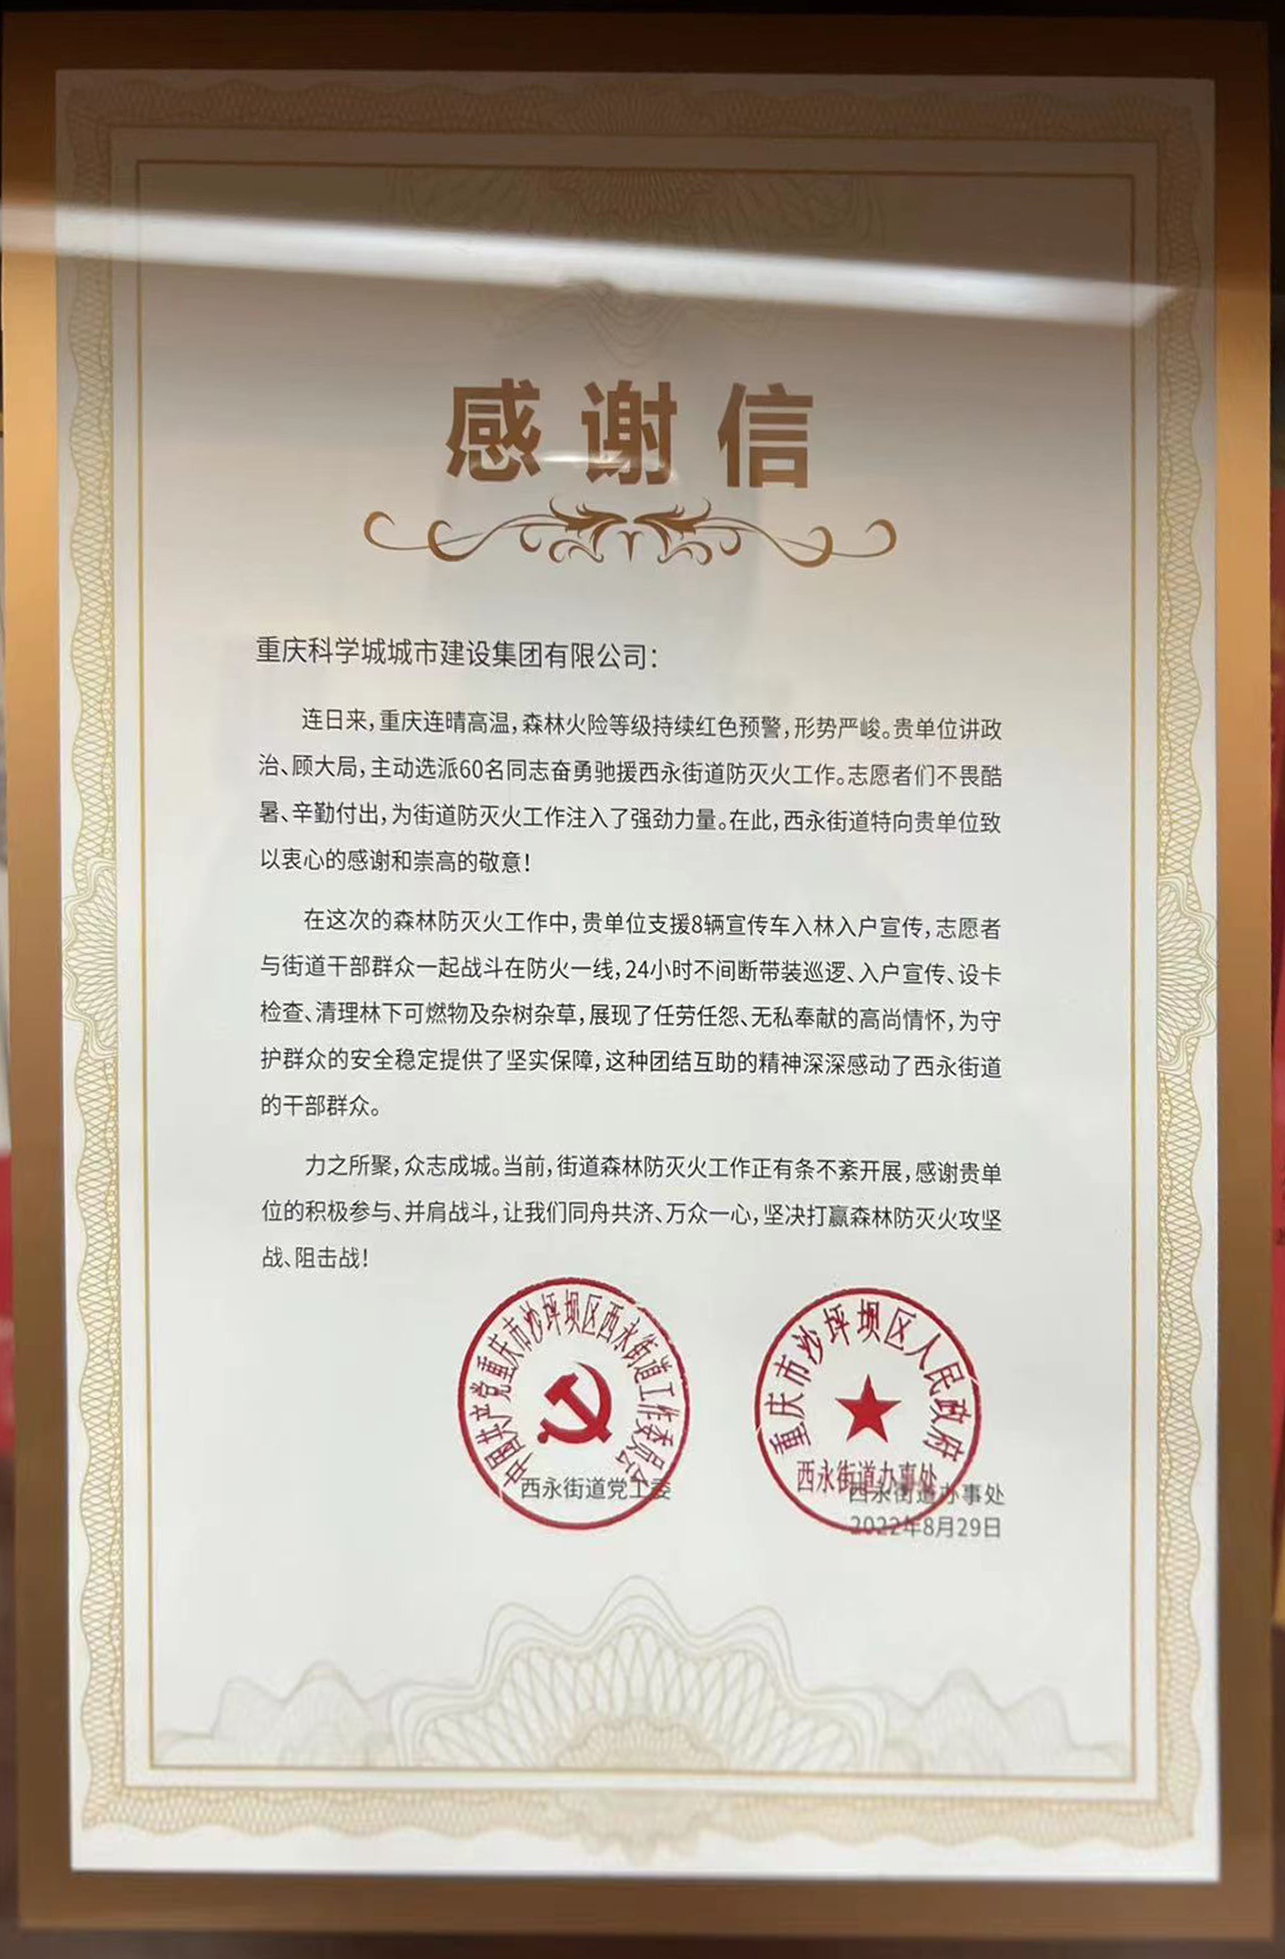 感谢信
重庆科学城城市建设集团有限公司：
连日来，重庆连晴高温，森林火险等级持续红色预警，形势严峻。贵单位讲政
治、顾大局，主动选派60名同志奋勇驰援西永街道防灭火工作。志愿者们不畏酷
暑、辛勤付出，为街道防灭火工作注入了强劲力量。在此，西永街道特向贵单位致
以衷心的感谢和崇高的敬意！
在这次的森林防灭火工作中，贵单位支援8辆宣传车入林入户宣传，志愿者
与街道干部群众一起战斗在防火一线，24小时不间断带装巡逻、入户宣传、设卡
检查、清理林下可燃物及杂树杂草，展现了任劳任怨、无私奉献的高尚情怀，为守
护群众的安全稳定提供了坚实保障，这种团结互助的精神深深感动了西永街道
的干部群众。
力之所聚，众志成城。当前，街道森林防灭火工作正有条不紊开展，感谢贵单
位的积极参与、并肩战斗，让我们同舟共济、万众一心，坚决打赢森林防灭火攻坚
战、阻击战！
中国共产党重庆市沙坪坝区西永街道工作委员会
西永街道党工委
重庆市沙坪坝区人民政府
西永街道办事处
西永街道办事处
2022年8月29日